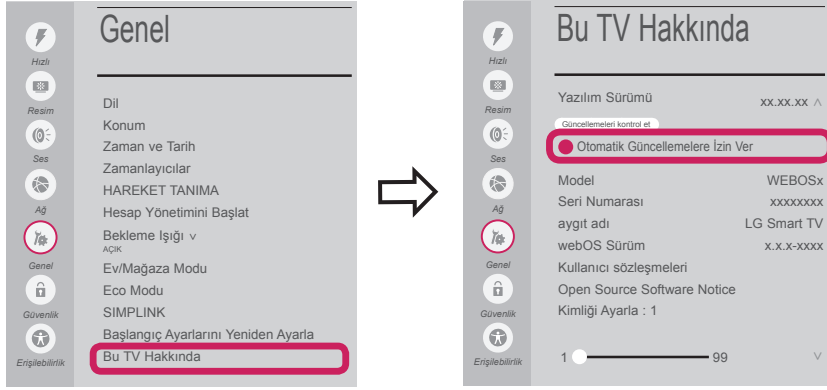 Genel
Hızlı
Resim
Ses
Ağ
Genel
Güvenlik
Erişilebilirlik
Dil
Konum
Zaman ve Tarih
Zamanlayıcılar
HAREKET TANIMA
Hesap Yönetimini Başlat
Bekleme Işığı ˅
AÇIK
Ev/Mağaza Modu
Eco Modu
SIMPLINK
Başlangıç Ayarlarını Yeniden Ayarla
Bu TV Hakkında
Bu TV Hakkında
Hızlı
Resim
Ses
Ağ
Genel
Güvenlik
Erişilebilirlik
Yazılım Sürümü xx.xx.xx
Güncellemeleri kontrol et
Otomatik Güncellemelere İzin Ver
Model WEBOSx
Seri Numarası xxxxxxxx
aygıt adı LG Smart TV
webOS Sürüm x.x.x-xxxx
Kullanıcı sözleşmeleri
Open Source Software Notice
Kimliği Ayarla : 1
1 99